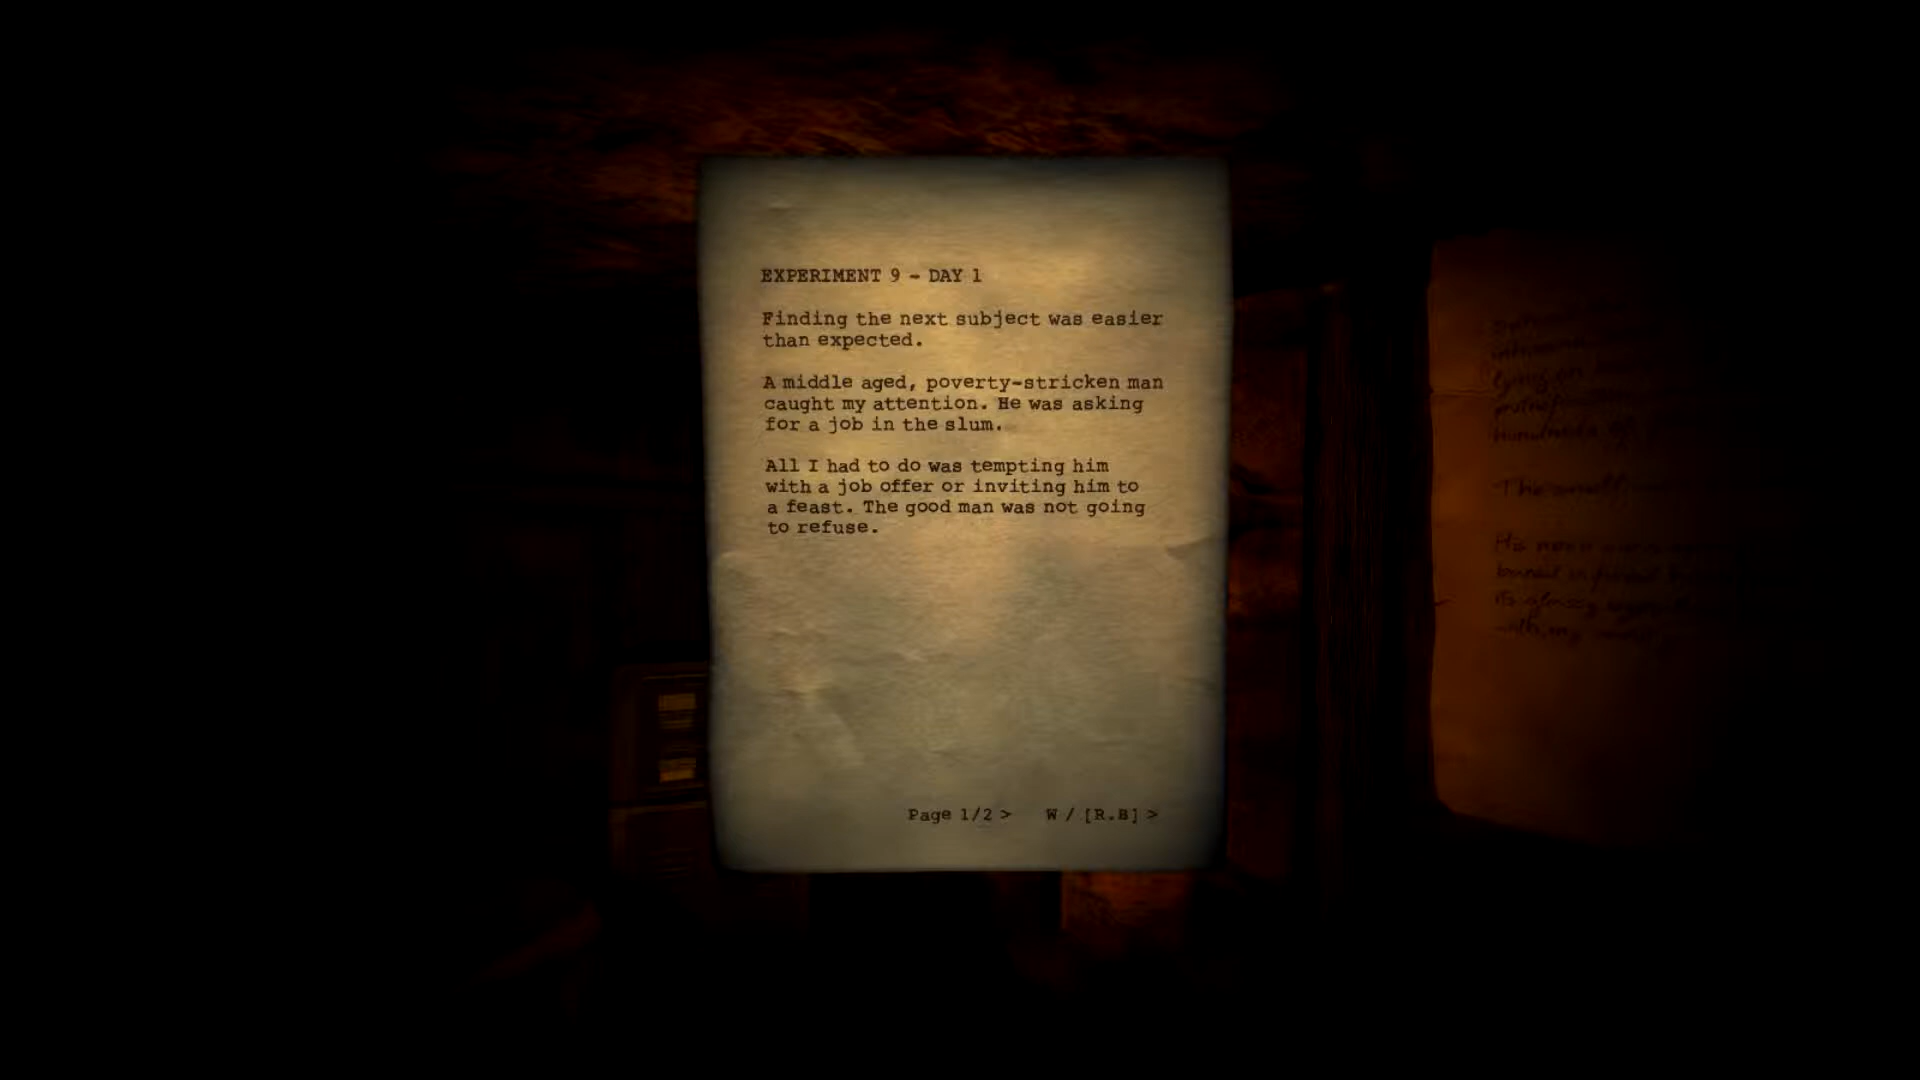 EXPERIMENT 9 - DAY 1
Finding the next subject was easier
than expected.
A middle aged, poverty-stricken man
caught my attention. He was asking
for a job in the slum.
All I had to do was tempting him
with a job offer or inviting him to
a feast. The good man was not going
to refuse.
Page 1/2 >   W / [R.B] >
The smell